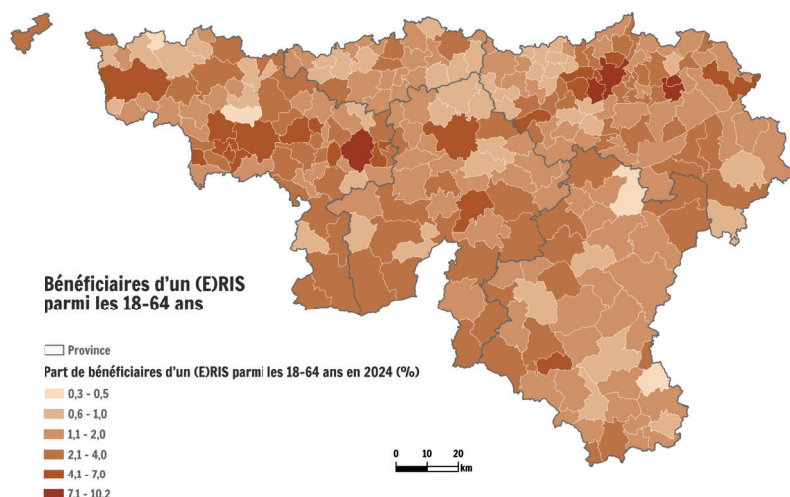 Bénéficiaires d'un (E)RIS
parmi les 18-64 ans
Province
Part de bénéficiaires d'un (E)RIS parmi les 18-64 ans en 2024 (%)
0,3 - 0,5
0,6 - 1,0
1,1 - 2,0
2,1 - 4,0
4,1 - 7,0
7,1 - 10,2
0 10 20
km